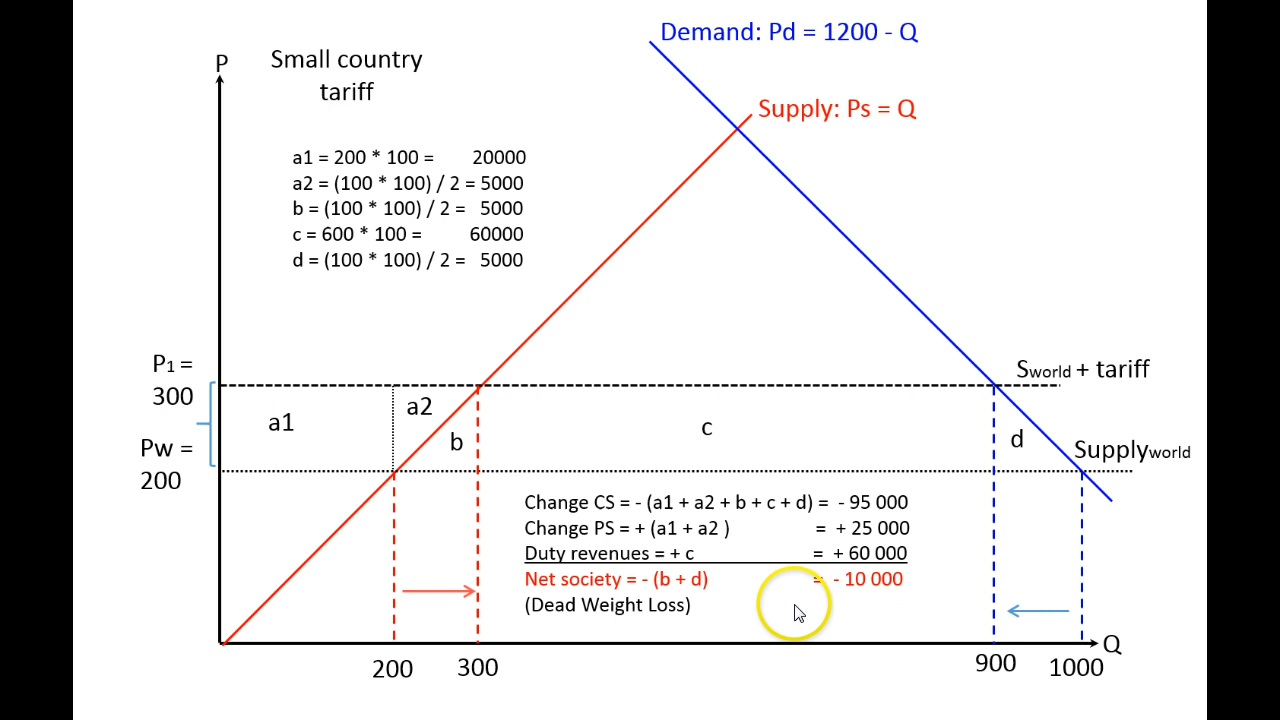 Demand: Pd = 1200 - Q
P
Small country
tariff
Supply: Ps = Q
a1 = 200 * 100 = 20000
a2 = (100 * 100) / 2 = 5000
b = (100 * 100) / 2 = 5000
c = 600 * 100 = 60000
d = (100 * 100) / 2 = 5000
P1 =
300
Sworld + tariff
a1
a2
b
c
d
Pw =
200
Supplyworld
Change CS = - (a1 + a2 + b + c + d) = - 95 000
Change PS = + (a1 + a2 ) = + 25 000
Duty revenues = + c = + 60 000
Net society = - (b + d) = - 10 000
(Dead Weight Loss)
Q
200
300
900
1000